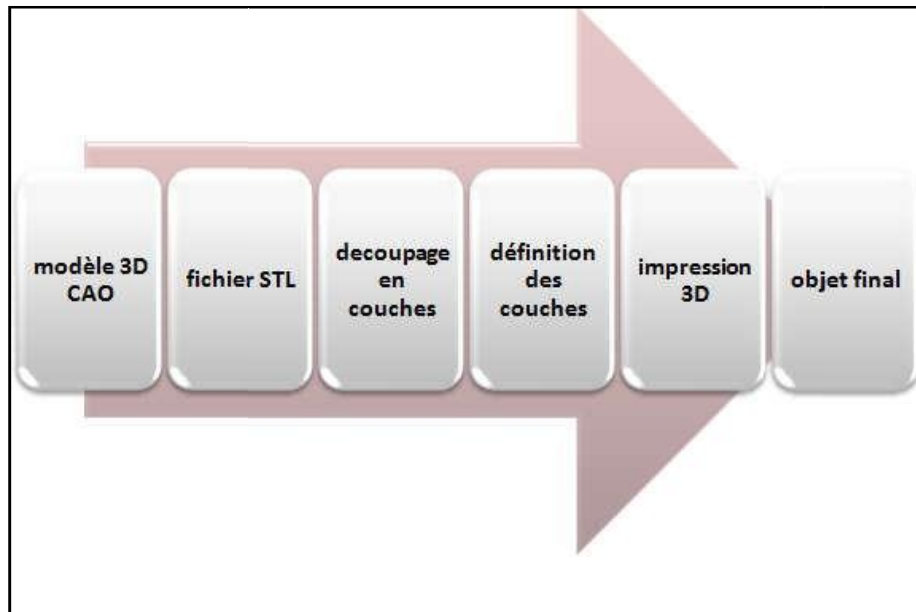 modèle 3D
CAO
fichier STL
decoupage
en
couches
définition
des
couches
impression
3D
objet final